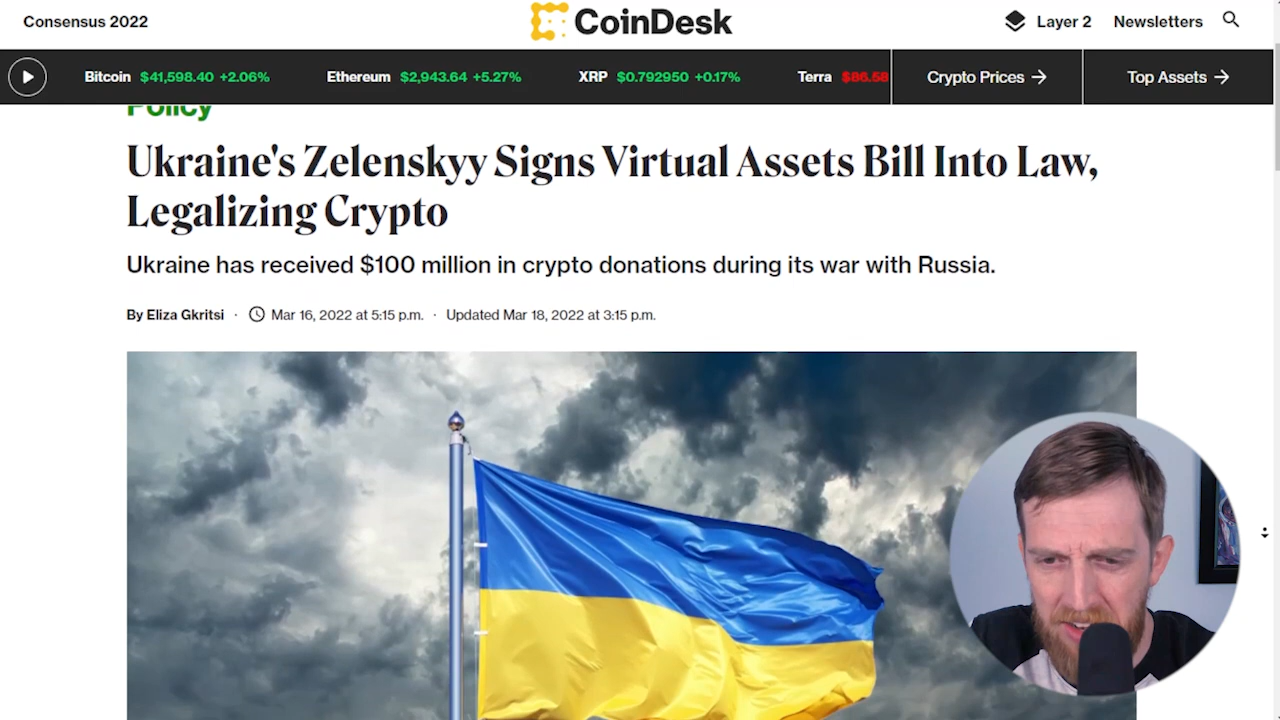 Consensus 2022
CoinDesk
Layer 2 Newsletters
Bitcoin $41,598.40 +2.06% Ethereum $2,943.64 +5.27% XRP $0.792950 +0.17% Terra $86.58 Crypto Prices → Top Assets →
Policy
Ukraine's Zelenskyy Signs Virtual Assets Bill Into Law,
Legalizing Crypto
Ukraine has received $100 million in crypto donations during its war with Russia.
By Eliza Gkritsi · Mar 16, 2022 at 5:15 p.m. · Updated Mar 18, 2022 at 3:15 p.m.